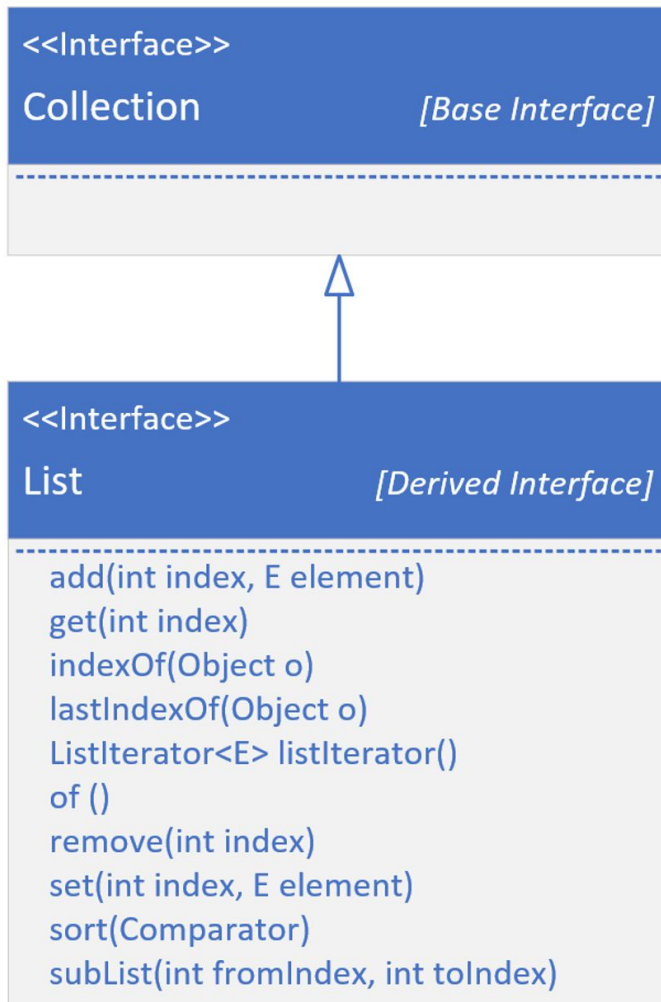 <<Interface>>
Collection [Base Interface]
<<Interface>>
List [Derived Interface]
add(int index, E element)
get(int index)
indexOf(Object o)
lastIndexOf(Object o)
ListIterator<E> listIterator()
of ()
remove(int index)
set(int index, E element)
sort(Comparator)
subList(int fromIndex, int toIndex)